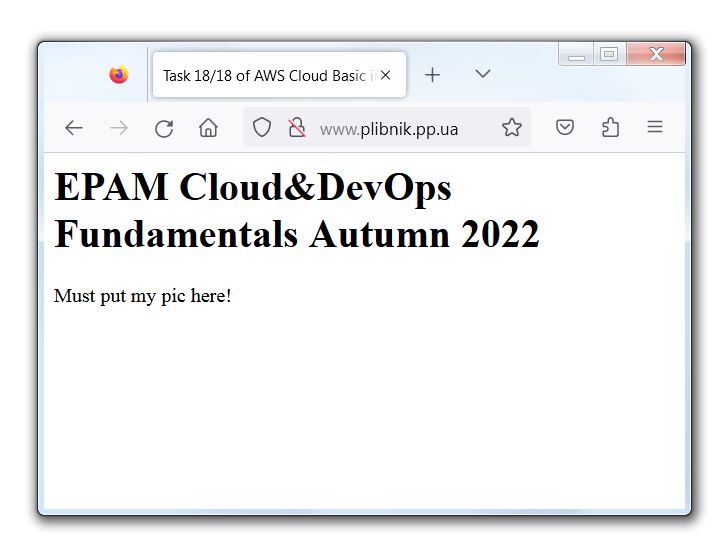 Task 18/18 of AWS Cloud Basic
www.plibnik.pp.ua
EPAM Cloud&DevOps
Fundamentals Autumn 2022
Must put my pic here!